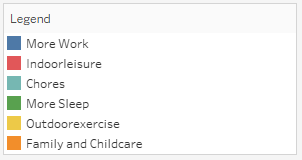 Legend
More Work
Indoorleisure
Chores
More Sleep
Outdoorexercise
Family and Childcare